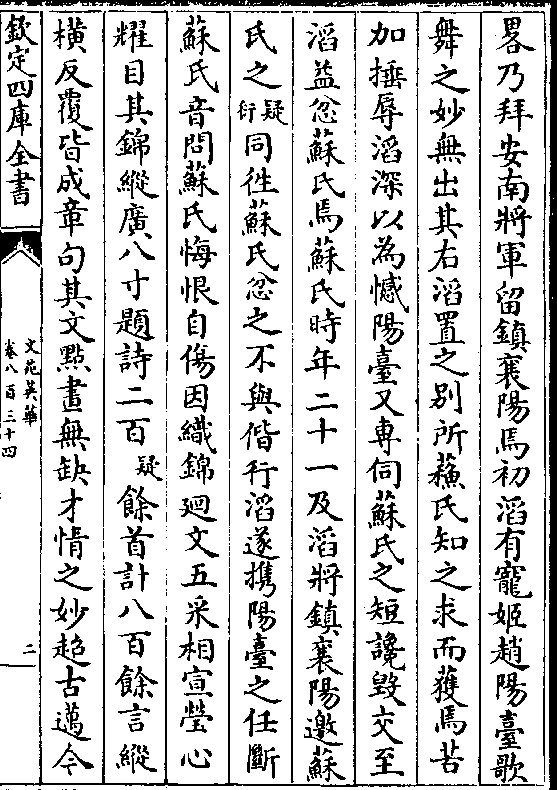 畧乃拜安南將軍留鎮襄陽焉初滔有寵姬趙陽臺歌
舞之妙無出其右滔置之别所蘓氏知之求而獲焉苦
加捶辱滔深以為憾陽臺又專伺蘇氏之短讒毁交至
滔益忿蘇氏焉蘇氏時年二十一及滔將鎮襄陽邀蘇
氏之疑衍同徃蘇氏忿之不與偕行滔遂携陽臺之任斷
蘇氏音問蘇氏悔恨自傷因織錦廻文五采相宣瑩心
耀目其錦縱廣八寸題詩二百疑餘首計八百餘言縱
横反覆皆成章句其文點畫無缺才情之妙超古邁今
欽定四庫全書
文苑英華
卷八百三十四
二